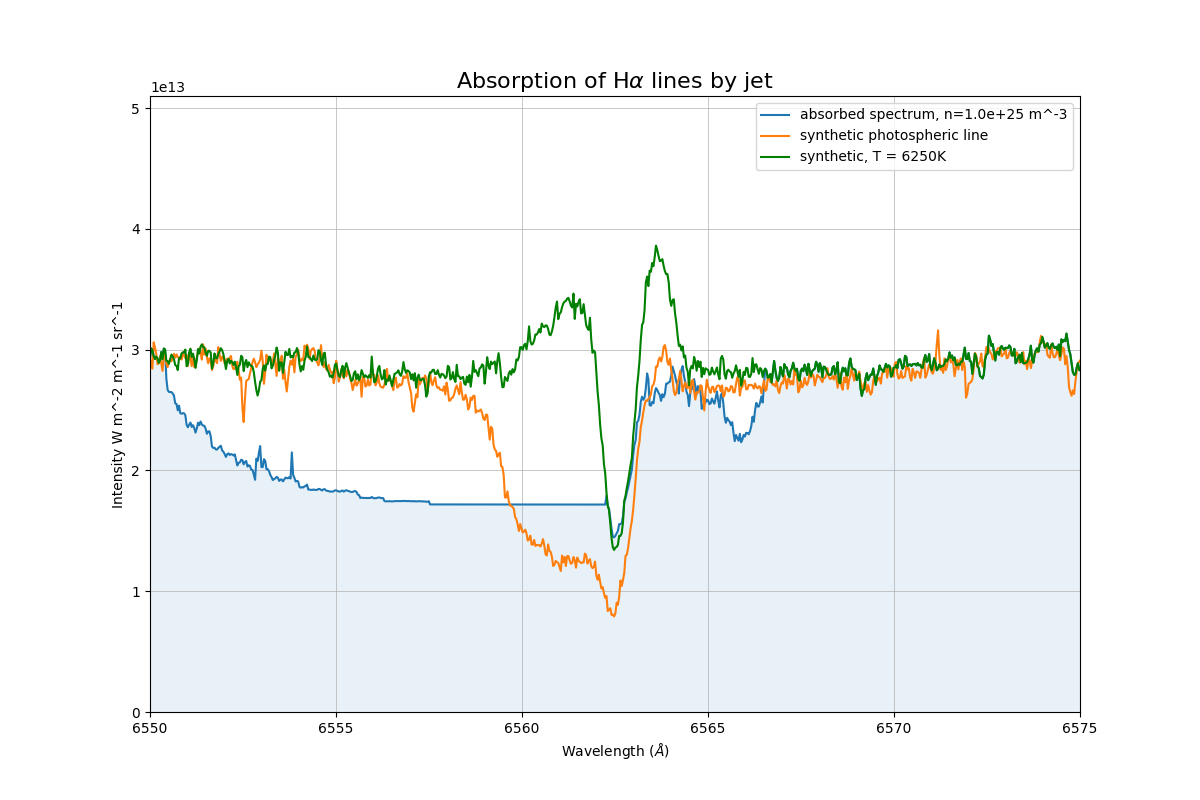 Absorption of Hα lines by jet
1e13
absorbed spectrum, n=1.0e+25 m^-3
synthetic photospheric line
synthetic, T = 6250K
5
4
3
2
1
0
Intensity W m^-2 m^-1 sr^-1
6550 6555 6560 6565 6570 6575
Wavelength (Å)